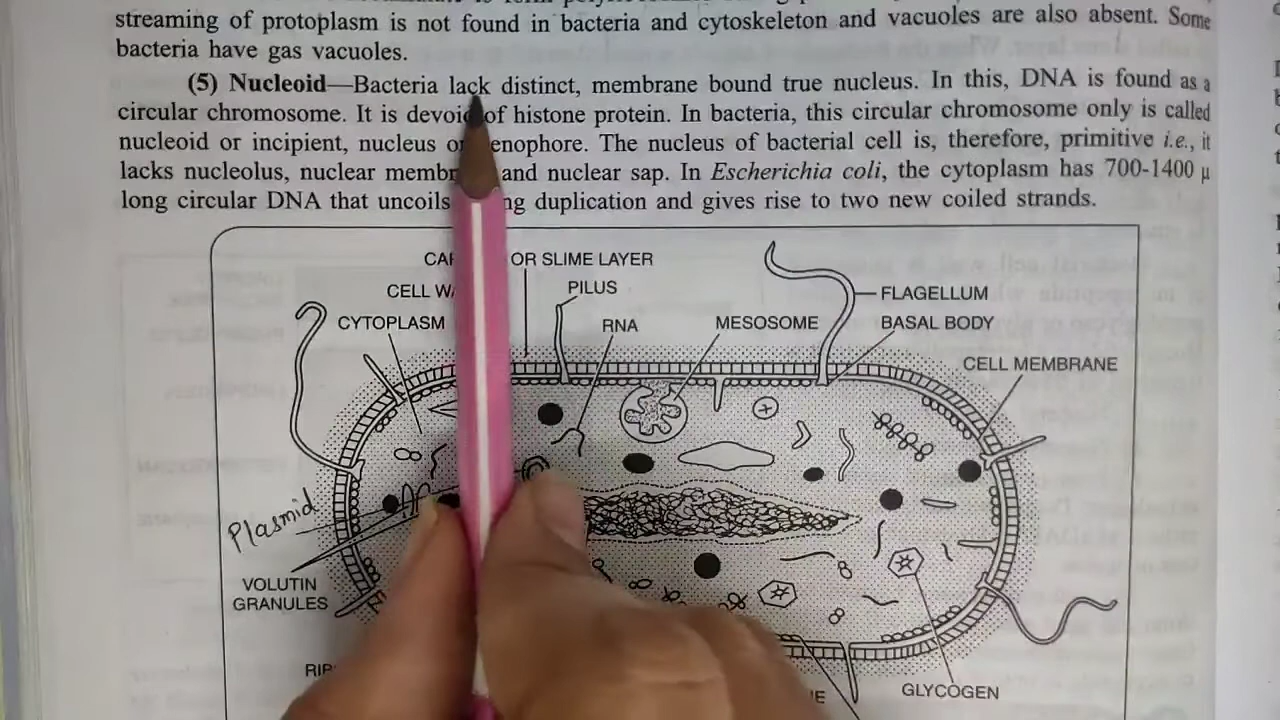 streaming of protoplasm is not found in bacteria and cytoskeleton and vacuoles are also absent. Some
bacteria have gas vacuoles.
(5) Nucleoid—Bacteria lack distinct, membrane bound true nucleus. In this, DNA is found as a
circular chromosome. It is devoid of histone protein. In bacteria, this circular chromosome only is called
nucleoid or incipient, nucleus or enophore. The nucleus of bacterial cell is, therefore, primitive i.e., it
lacks nucleolus, nuclear membr and nuclear sap. In Escherichia coli, the cytoplasm has 700-1400 µ
long circular DNA that uncoils ng duplication and gives rise to two new coiled strands.
CAP OR SLIME LAYER
CELL WA PILUS
FLAGELLUM
CYTOPLASM RNA MESOSOME BASAL BODY
CELL MEMBRANE
Plasmid
VOLUTIN
GRANULES
RIB
GLYCOGEN